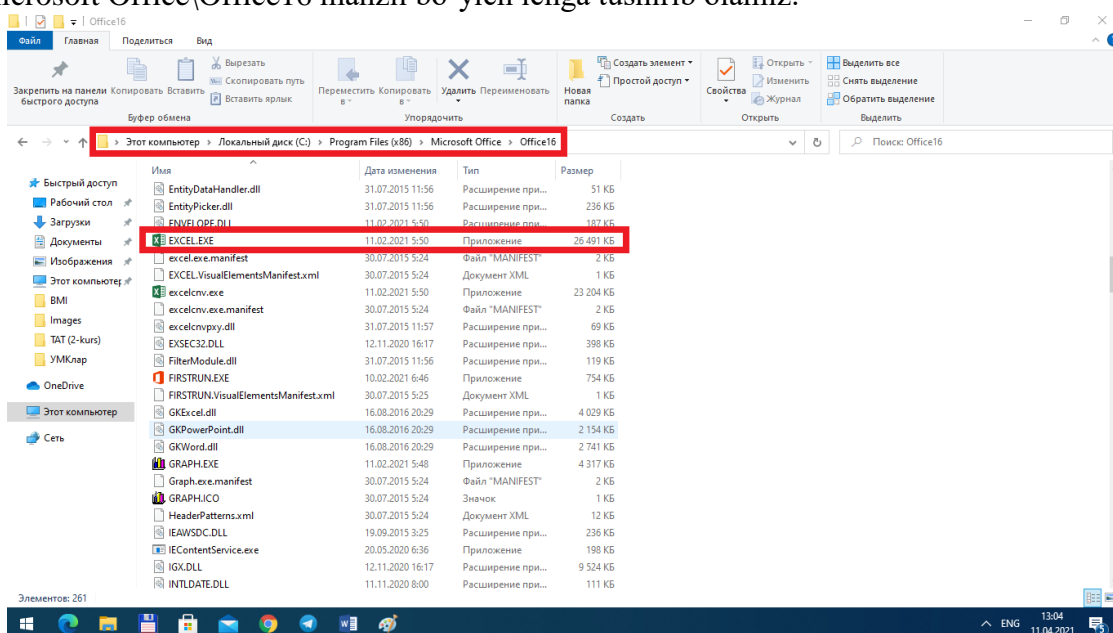 Microsoft Office\Office16 manzil bo'yich
Office16
Файл Главная Поделиться Вид
Закрепить на панели быстрого доступа
Копировать
Вставить
Вырезать
Скопировать путь
Вставить ярлык
Переместить в
Копировать в
Удалить
Переименовать
Новая папка
Создать элемент
Простой доступ
Свойства
Открыть
Изменить
Журнал
Выделить все
Снять выделение
Обратить выделение
Буфер обмена Упорядочить Создать Открыть Выделить
Этот компьютер > Локальный диск (C:) > Program Files (x86) > Microsoft Office > Office16
Поиск: Office16
Быстрый доступ
Рабочий стол
Загрузки
Документы
Изображения
Этот компьютер
BMI
Images
TAT (2-kurs)
УМКлар
OneDrive
Этот компьютер
Сеть
Имя Дата изменения Тип Размер
EntityDataHandler.dll 31.07.2015 11:56 Расширение при... 51 КБ
EntityPicker.dll 31.07.2015 11:56 Расширение при... 236 КБ
ENVELOPE.DLL 11.02.2021 5:50 Расширение при... 187 КБ
EXCEL.EXE 11.02.2021 5:50 Приложение 26 491 КБ
excel.exe.manifest 30.07.2015 5:24 Файл "MANIFEST" 2 КБ
EXCEL.VisualElementsManifest.xml 30.07.2015 5:24 Документ XML 1 КБ
excelcnv.exe 11.02.2021 5:50 Приложение 23 204 КБ
excelcnv.exe.manifest 30.07.2015 5:24 Файл "MANIFEST" 2 КБ
excelcnvpxy.dll 31.07.2015 11:57 Расширение при... 69 КБ
EXSEC32.DLL 12.11.2020 16:17 Расширение при... 398 КБ
FilterModule.dll 31.07.2015 11:56 Расширение при... 119 КБ
FIRSTRUN.EXE 10.02.2021 6:46 Приложение 754 КБ
FIRSTRUN.VisualElementsManifest.xml 30.07.2015 5:25 Документ XML 1 КБ
GKExcel.dll 16.08.2016 20:29 Расширение при... 4 029 КБ
GKPowerPoint.dll 16.08.2016 20:29 Расширение при... 2 154 КБ
GKWord.dll 16.08.2016 20:29 Расширение при... 2 741 КБ
GRAPH.EXE 11.02.2021 5:48 Приложение 4 317 КБ
Graph.exe.manifest 30.07.2015 5:24 Файл "MANIFEST" 2 КБ
GRAPH.ICO 30.07.2015 5:24 Значок 1 КБ
HeaderPatterns.xml 30.07.2015 5:24 Документ XML 12 КБ
IEAWSDC.DLL 19.09.2015 3:25 Расширение при... 236 КБ
IEContentService.exe 20.05.2020 6:36 Приложение 198 КБ
IGX.DLL 12.11.2020 16:17 Расширение при... 9 524 КБ
INTLDATE.DLL 11.11.2020 8:00 Расширение при... 111 КБ
Элементов: 261
ENG
13:04
11.04.2021